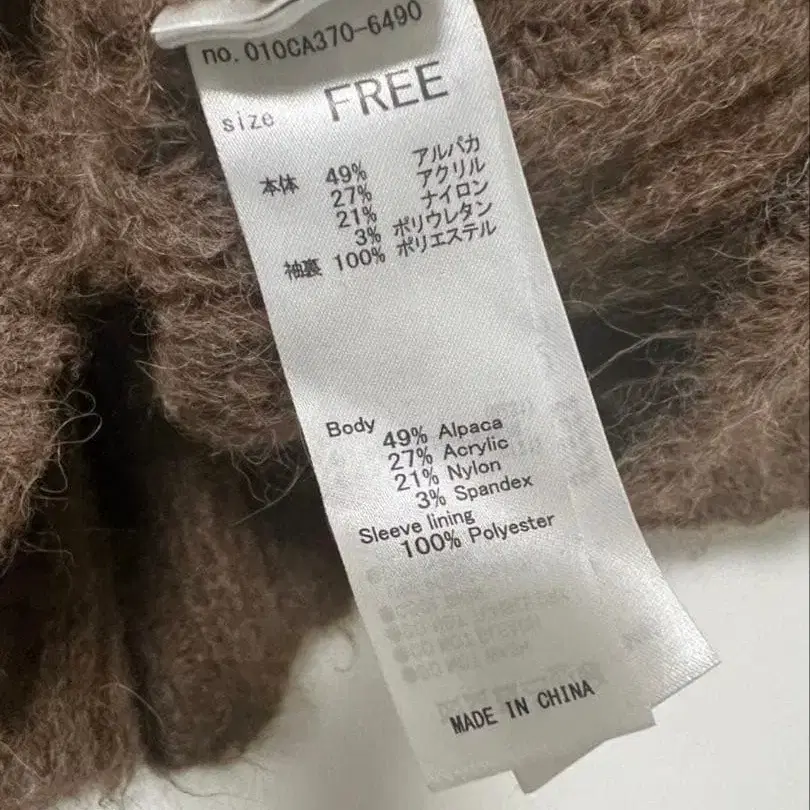 no. 010CA370-6490
size FREE
本体 49% アルパカ
27% アクリル
21% ナイロン
3% ポリウレタン
袖裏 100% ポリエステル
Body 49% Alpaca
27% Acrylic
21% Nylon
3% Spandex
Sleeve lining
100% Polyester
MADE IN CHINA